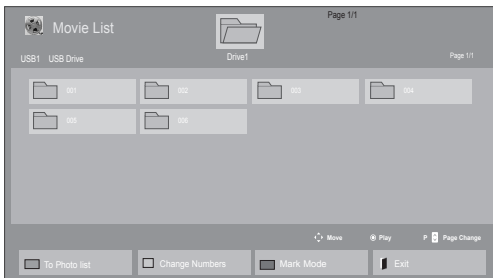 Page 1/1
Movie List
USB1 USB Drive
Drive1
Page 1/1
001 002 003 004
005 006
Move Play P Page Change
To Photo list Change Numbers Mark Mode Exit